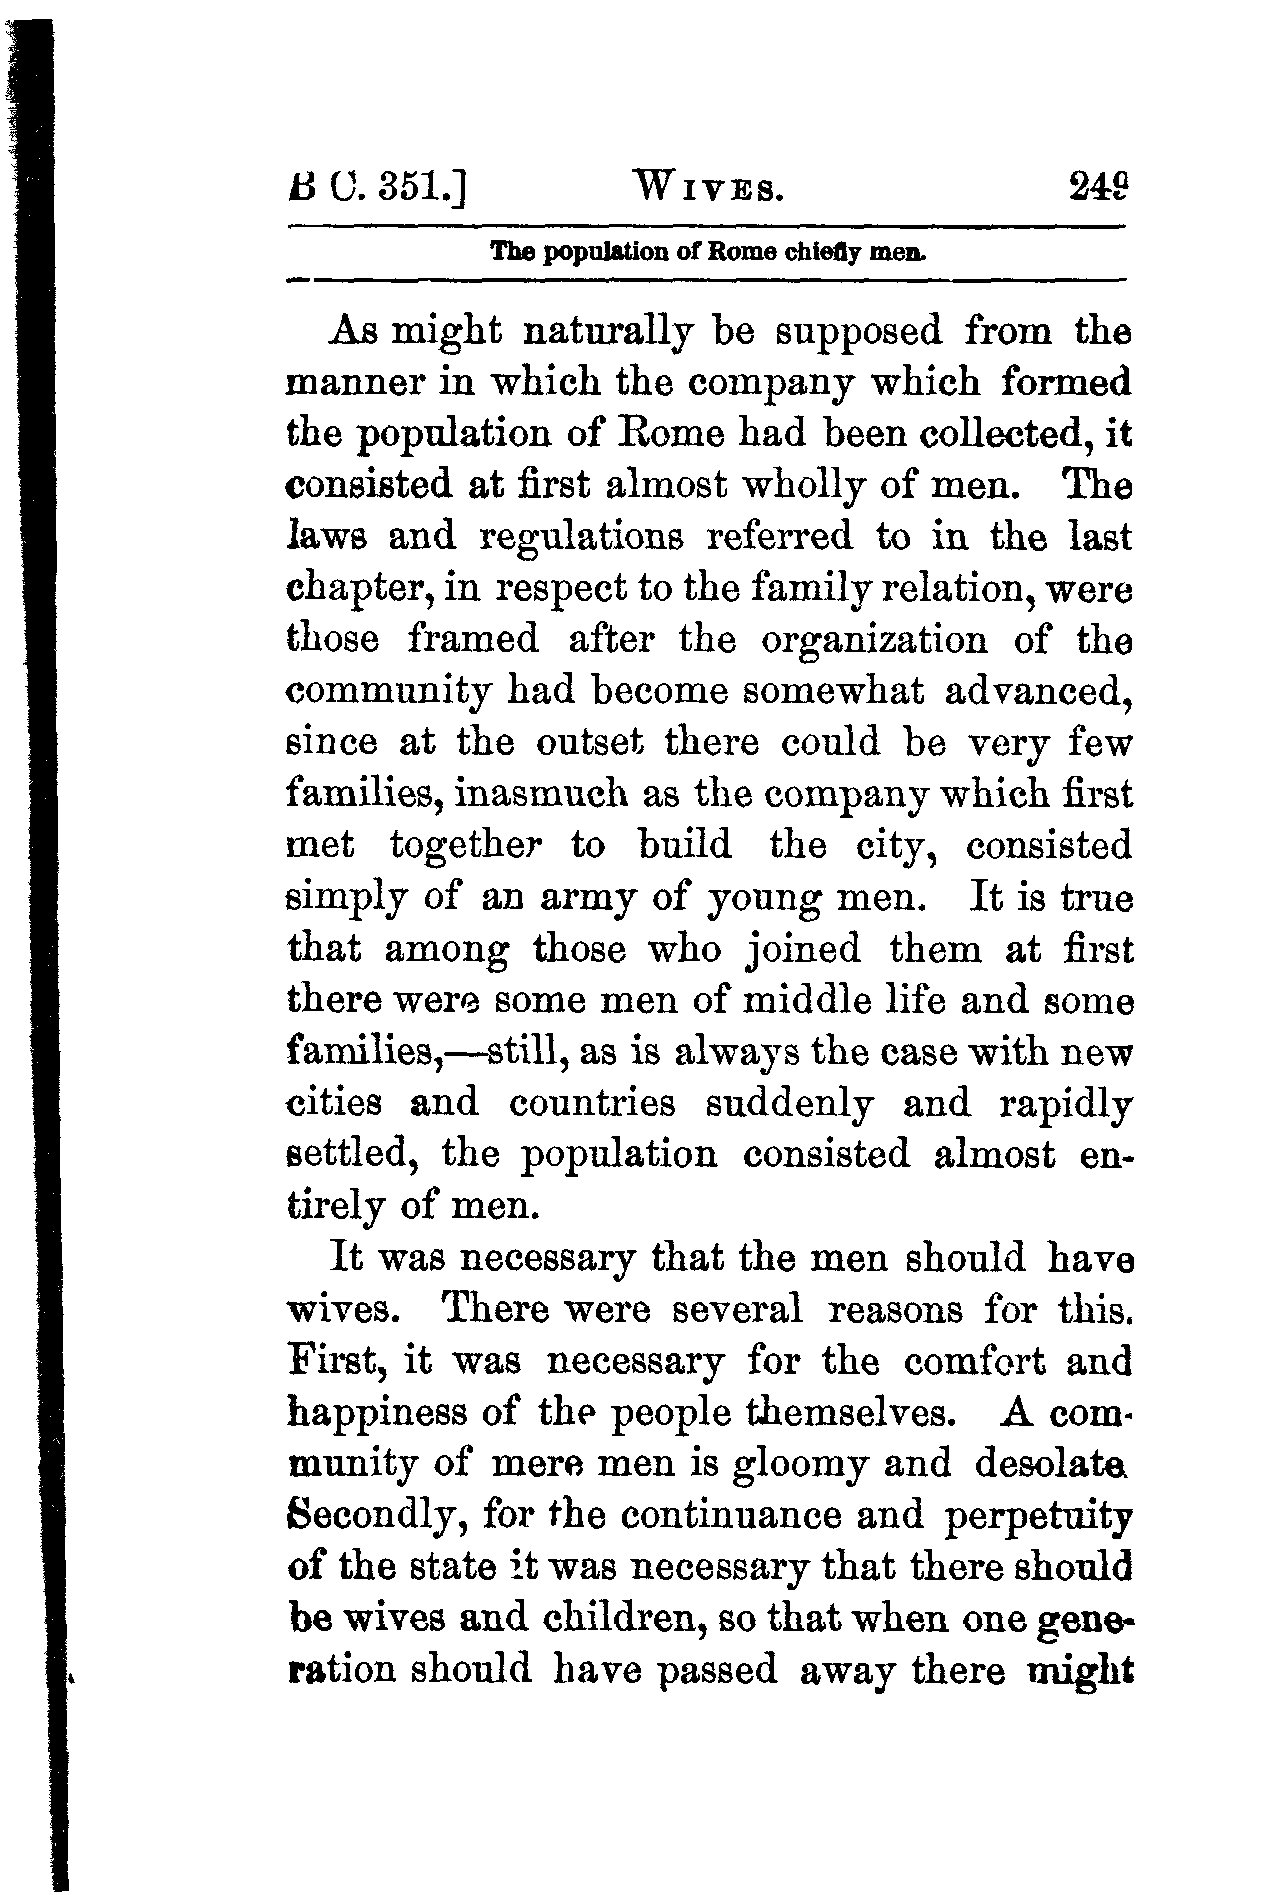 B C. 351.] WIVES. 249
The population of Rome chiefly men.
As might naturally be supposed from the
manner in which the company which formed
the population of Rome had been collected, it
consisted at first almost wholly of men. The
laws and regulations referred to in the last
chapter, in respect to the family relation, were
those framed after the organization of the
community had become somewhat advanced,
since at the outset there could be very few
families, inasmuch as the company which first
met together to build the city, consisted
simply of an army of young men. It is true
that among those who joined them at first
there were some men of middle life and some
families,—still, as is always the case with new
cities and countries suddenly and rapidly
settled, the population consisted almost en-
tirely of men.
It was necessary that the men should have
wives. There were several reasons for this.
First, it was necessary for the comfort and
happiness of the people themselves. A com-
munity of mere men is gloomy and desolate
Secondly, for the continuance and perpetuity
of the state it was necessary that there should
be wives and children, so that when one gene-
ration should have passed away there might